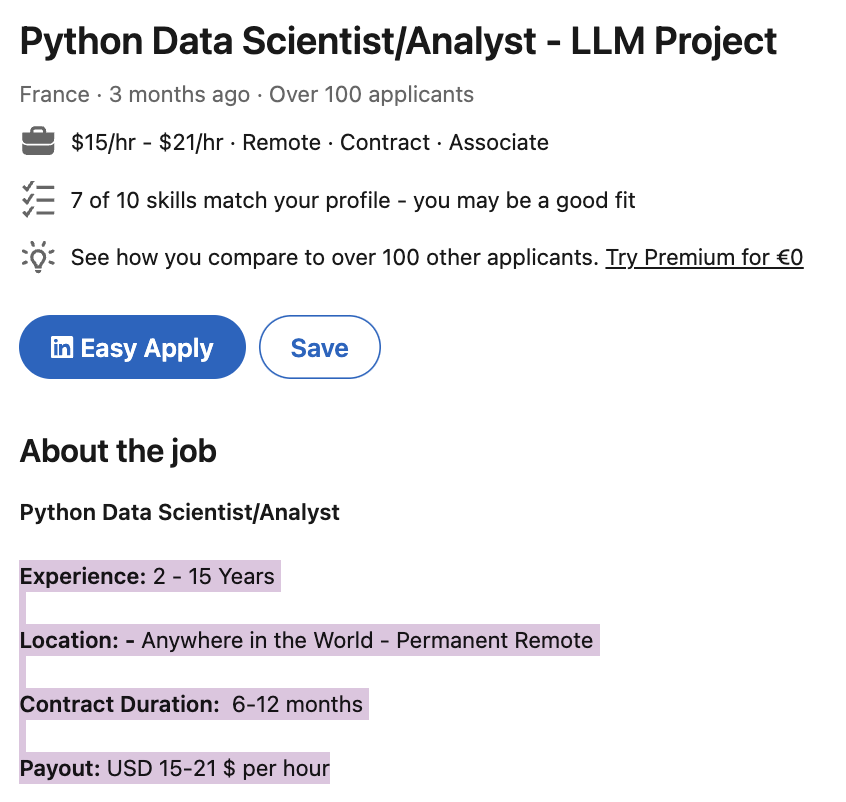 Python Data Scientist/Analyst - LLM Project
France · 3 months ago · Over 100 applicants
$15/hr - $21/hr · Remote · Contract · Associate
7 of 10 skills match your profile - you may be a good fit
See how you compare to over 100 other applicants. Try Premium for €0
in Easy Apply Save
About the job
Python Data Scientist/Analyst
Experience: 2 - 15 Years
Location: - Anywhere in the World - Permanent Remote
Contract Duration:  6-12 months
Payout: USD 15-21 $ per hour